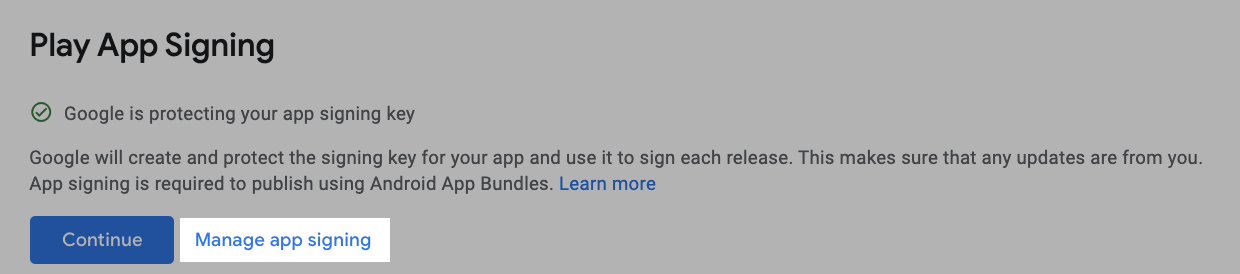 Play App Signing
Google is protecting your app signing key
Google will create and protect the signing key for your app and use it to sign each release. This makes sure that any updates are from you.
App signing is required to publish using Android App Bundles. Learn more
Continue Manage app signing